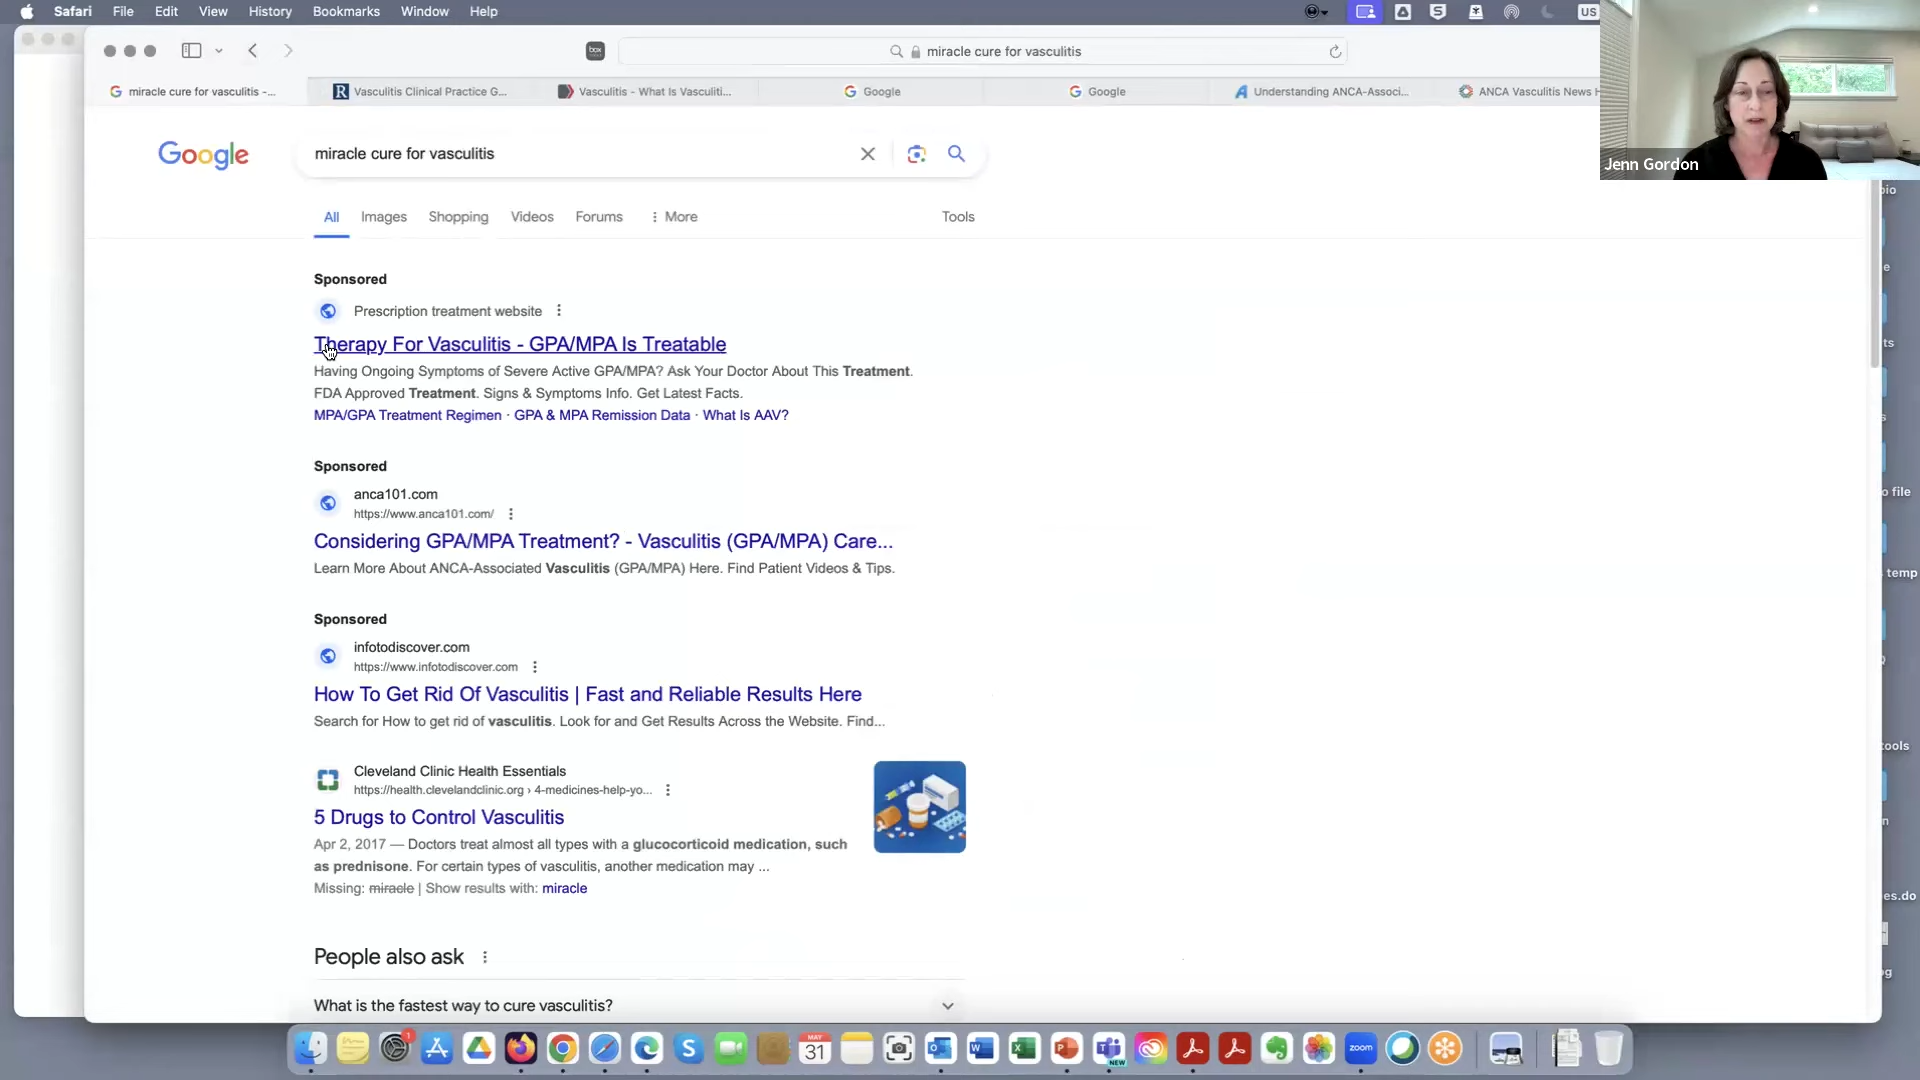 Safari File Edit View History Bookmarks Window Help
US
miracle cure for vasculitis
miracle cure for vasculitis -...
Vasculitis Clinical Practice G...
Vasculitis - What Is Vasculiti...
Google
Google
Understanding ANCA-Associ...
ANCA Vasculitis News
Jenn Gordon
Google
miracle cure for vasculitis
All Images Shopping Videos Forums More Tools
Sponsored
Prescription treatment website
Therapy For Vasculitis - GPA/MPA Is Treatable
Having Ongoing Symptoms of Severe Active GPA/MPA? Ask Your Doctor About This Treatment.
FDA Approved Treatment. Signs & Symptoms Info. Get Latest Facts.
MPA/GPA Treatment Regimen · GPA & MPA Remission Data · What Is AAV?
Sponsored
anca101.com
https://www.anca101.com/
Considering GPA/MPA Treatment? - Vasculitis (GPA/MPA) Care...
Learn More About ANCA-Associated Vasculitis (GPA/MPA) Here. Find Patient Videos & Tips.
Sponsored
infotodiscover.com
https://www.infotodiscover.com
How To Get Rid Of Vasculitis | Fast and Reliable Results Here
Search for How to get rid of vasculitis. Look for and Get Results Across the Website. Find...
Cleveland Clinic Health Essentials
https://health.clevelandclinic.org › 4-medicines-help-yo...
5 Drugs to Control Vasculitis
Apr 2, 2017 — Doctors treat almost all types with a glucocorticoid medication, such
as prednisone. For certain types of vasculitis, another medication may ...
Missing: miracle | Show results with: miracle
People also ask
What is the fastest way to cure vasculitis?
o file
temp
tools
es.do
MAY
31
NEW
zoom